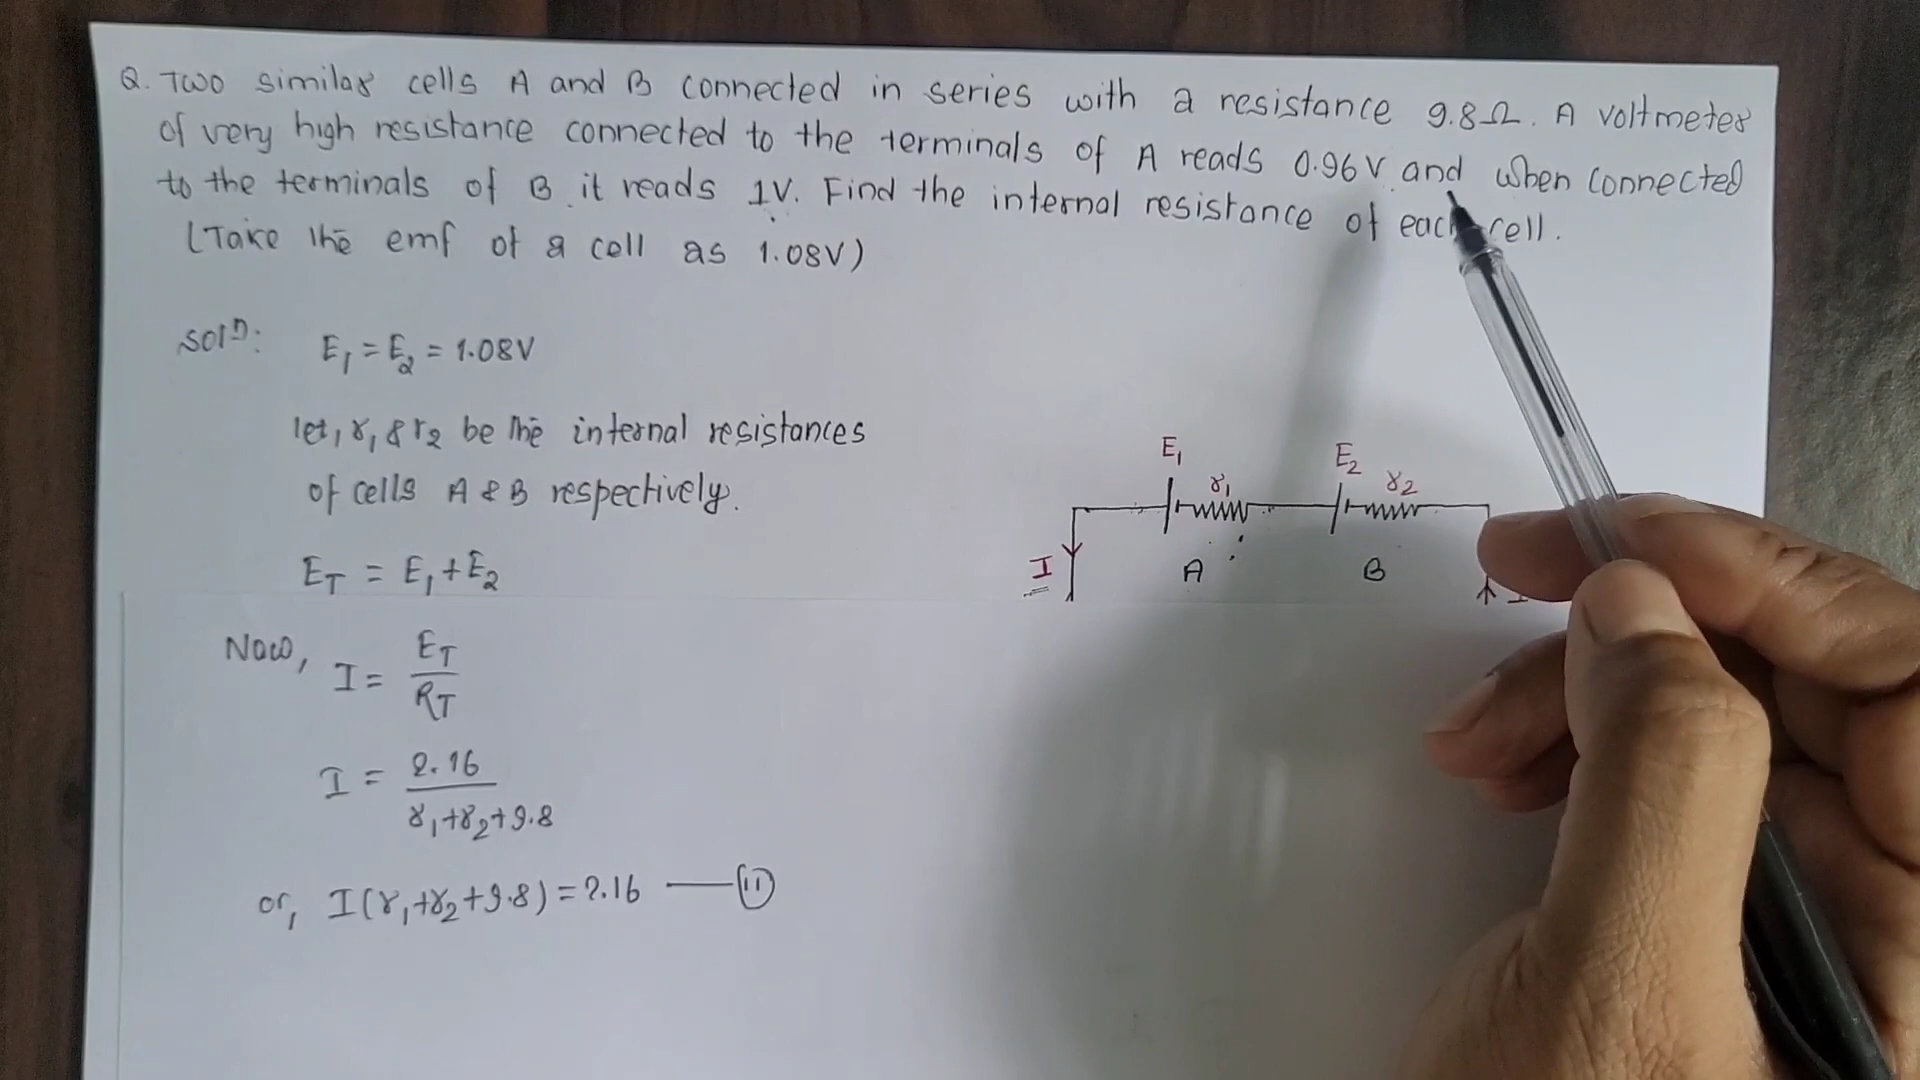 Q. Two similar cells A and B connected in series with a resistance 9.8Ω. A voltmeter
of very high resistance connected to the terminals of A reads 0.96 V and when connected
to the terminals of B it reads 1V. Find the internal resistance of each cell.
(Take the emf of a cell as 1.08V)
Solⁿ: E₁ = E₂ = 1.08V
let, r₁ & r₂ be the internal resistances
of cells A & B respectively.
E_T = E₁ + E₂
Now, I = E_T / R_T
I = 2.16 / r₁+r₂+9.8
or, I(r₁+r₂+9.8) = 2.16 —— (11)
E₁ r₁ E₂ r₂
I A B